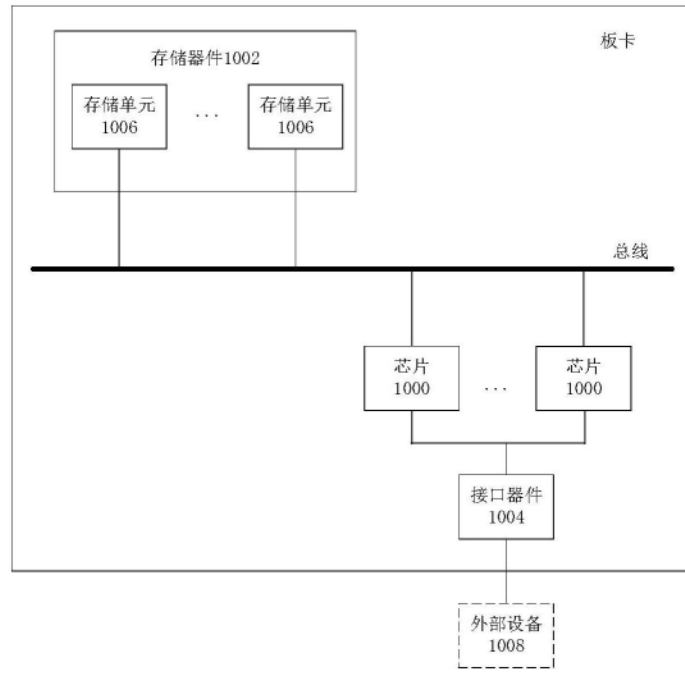 板卡
存储器件1002
存储单元
1006
...
存储单元
1006
总线
芯片
1000
...
芯片
1000
接口器件
1004
外部设备
1008